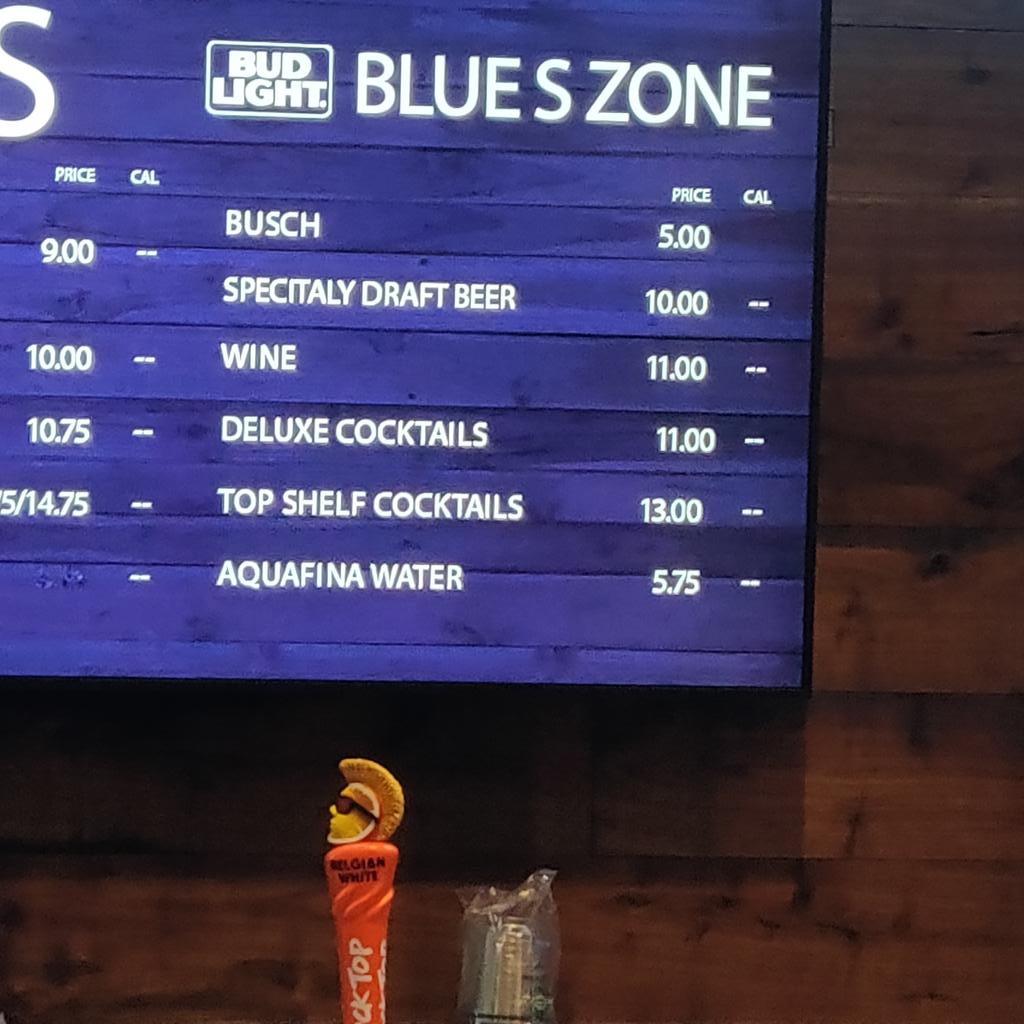 S
BUD
LIGHT.
BLUE S ZONE
PRICE CAL
9.00 --
10.00 --
10.75 --
5/14.75 --
--
PRICE CAL
BUSCH 5.00
SPECITALY DRAFT BEER 10.00 --
WINE 11.00 --
DELUXE COCKTAILS 11.00 --
TOP SHELF COCKTAILS 13.00 --
AQUAFINA WATER 5.75 --
BELGIAN
WHITE
CKTOP